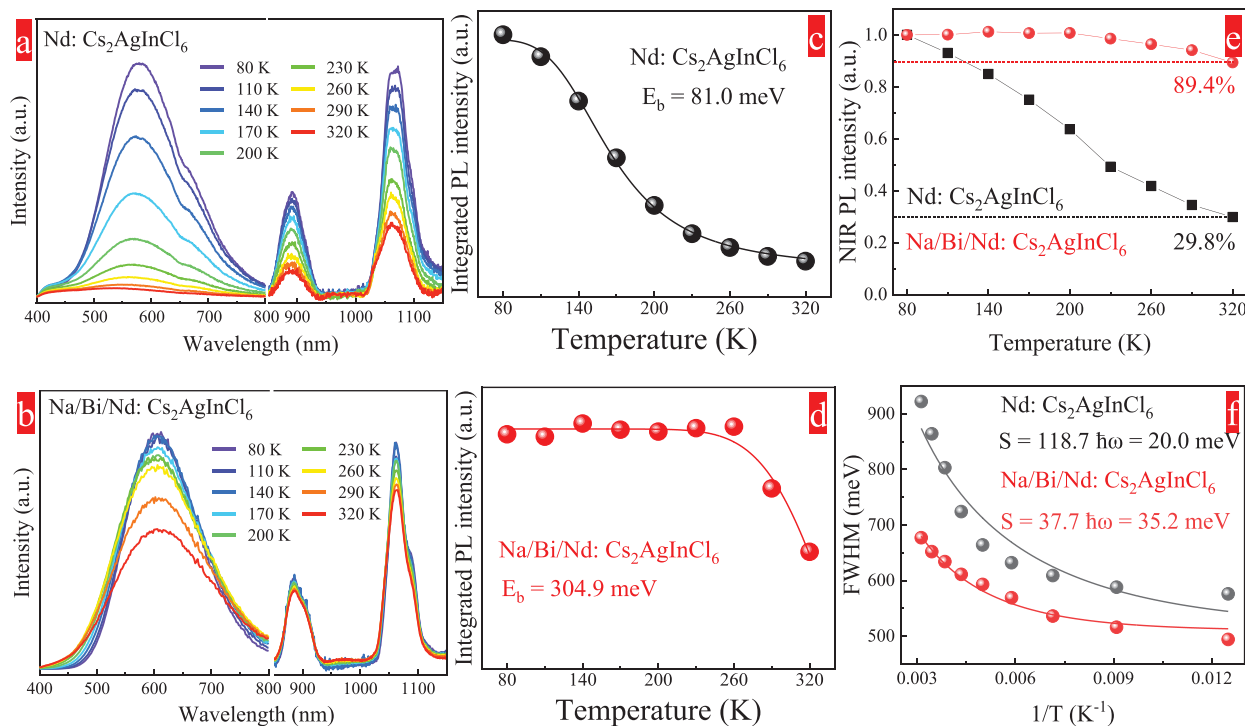 a
Nd: Cs₂AgInCl₆
80 K
110 K
140 K
170 K
200 K
230 K
260 K
290 K
320 K
Intensity (a.u.)
400 500 600 700 800 900 1000 1100
Wavelength (nm)
c
Nd: Cs₂AgInCl₆
E_b = 81.0 meV
Integrated PL intensity (a.u.)
80 140 200 260 320
Temperature (K)
e
NIR PL intensity (a.u.)
1.0
0.8
0.6
0.4
0.2
0.0
89.4%
Nd: Cs₂AgInCl₆
Na/Bi/Nd: Cs₂AgInCl₆
29.8%
80 140 200 260 320
Temperature (K)
b
Na/Bi/Nd: Cs₂AgInCl₆
80 K
110 K
140 K
170 K
200 K
230 K
260 K
290 K
320 K
Intensity (a.u.)
400 500 600 700 800 900 1000 1100
Wavelength (nm)
d
Na/Bi/Nd: Cs₂AgInCl₆
E_b = 304.9 meV
Integrated PL intensity (a.u.)
80 140 200 260 320
Temperature (K)
f
Nd: Cs₂AgInCl₆
S = 118.7 ħω = 20.0 meV
Na/Bi/Nd: Cs₂AgInCl₆
S = 37.7 ħω = 35.2 meV
FWHM (meV)
900
800
700
600
500
0.003 0.006 0.009 0.012
1/T (K⁻¹)